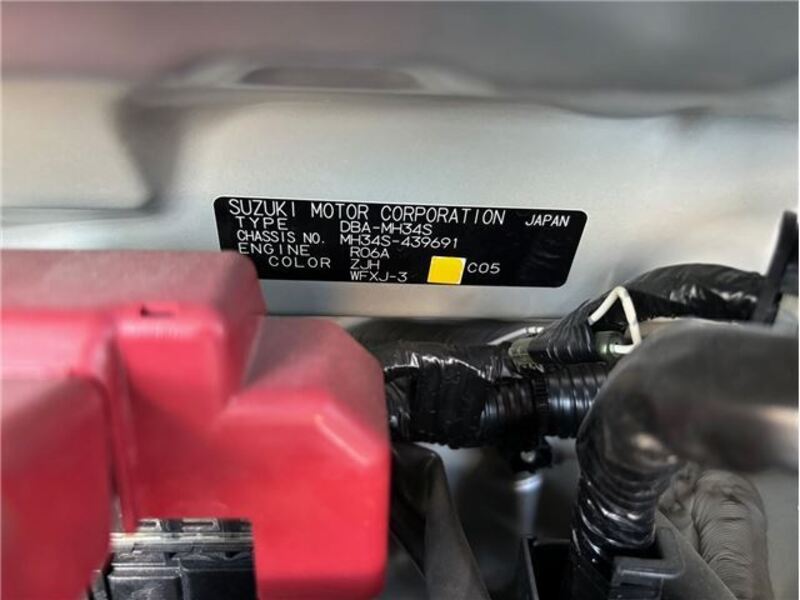 SUZUKI MOTOR CORPORATION JAPAN
TYPE DBA-MH34S
CHASSIS NO. MH34S-439691
ENGINE R06A
COLOR ZJH
WFXJ-3 C05